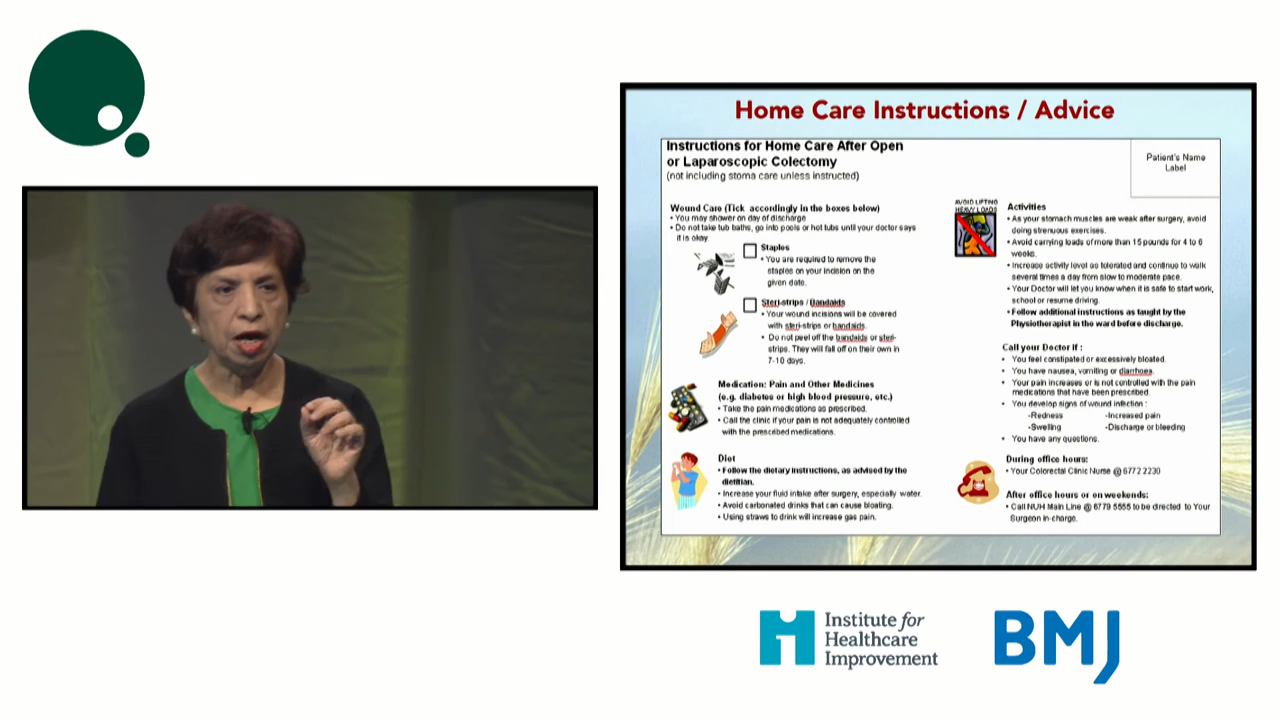 Home Care Instructions / Advice
Instructions for Home Care After Open
or Laparoscopic Colectomy
(not including stoma care unless instructed)
Patient's Name
Label
Wound Care (Tick accordingly in the boxes below)
• You may shower on day of discharge
• Do not take tub baths, go into pools or hot tubs until your doctor says
it is okay.
Staples
• You are required to remove the
staples on your incision on the
given date.
Steri-strips / Bandaids
• Your wound incisions will be covered
with steri-strips or bandaids.
• Do not peel off the bandaids or steri-
strips. They will fall off on their own in
7-10 days.
Medication: Pain and Other Medicines
(e.g. diabetes or high blood pressure, etc.)
• Take the pain medications as prescribed.
• Call the clinic if your pain is not adequately controlled
with the prescribed medications.
Diet
• Follow the dietary instructions, as advised by the
dietitian.
• Increase your fluid intake after surgery, especially water.
• Avoid carbonated drinks that can cause bloating.
• Using straws to drink will increase gas pain.
AVOID LIFTING
HEAVY LOADS
Activities
• As your stomach muscles are weak after surgery, avoid
doing strenuous exercises.
• Avoid carrying loads of more than 15 pounds for 4 to 6
weeks.
• Increase activity level as tolerated and continue to walk
several times a day from slow to moderate pace.
• Your Doctor will let you know when it is safe to start work,
school or resume driving.
• Follow additional instructions as taught by the
Physiotherapist in the ward before discharge.
Call your Doctor if :
• You feel constipated or excessively bloated.
• You have nausea, vomiting or diarrhoea.
• Your pain increases or is not controlled with the pain
medications that have been prescribed.
• You develop signs of wound infection :
-Redness -Increased pain
-Swelling -Discharge or bleeding
• You have any questions.
During office hours:
• Your Colorectal Clinic Nurse @ 6772 2230
After office hours or on weekends:
• Call NUH Main Line @ 6779 5555 to be directed to Your
Surgeon in-charge.
Institute for
Healthcare
Improvement
BMJ